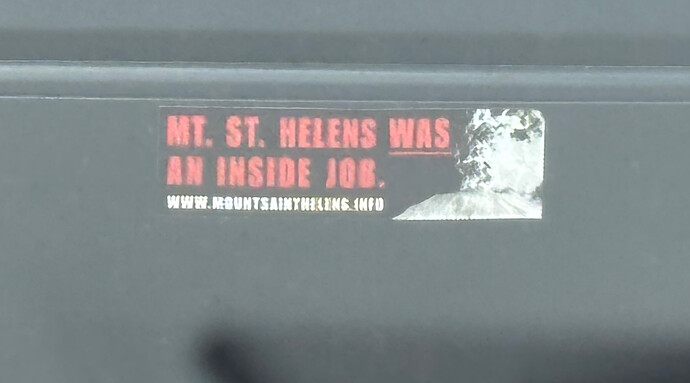 MT. ST. HELENS WAS
AN INSIDE JOB.
WWW.MOUNTSAINTHELENS.INFO